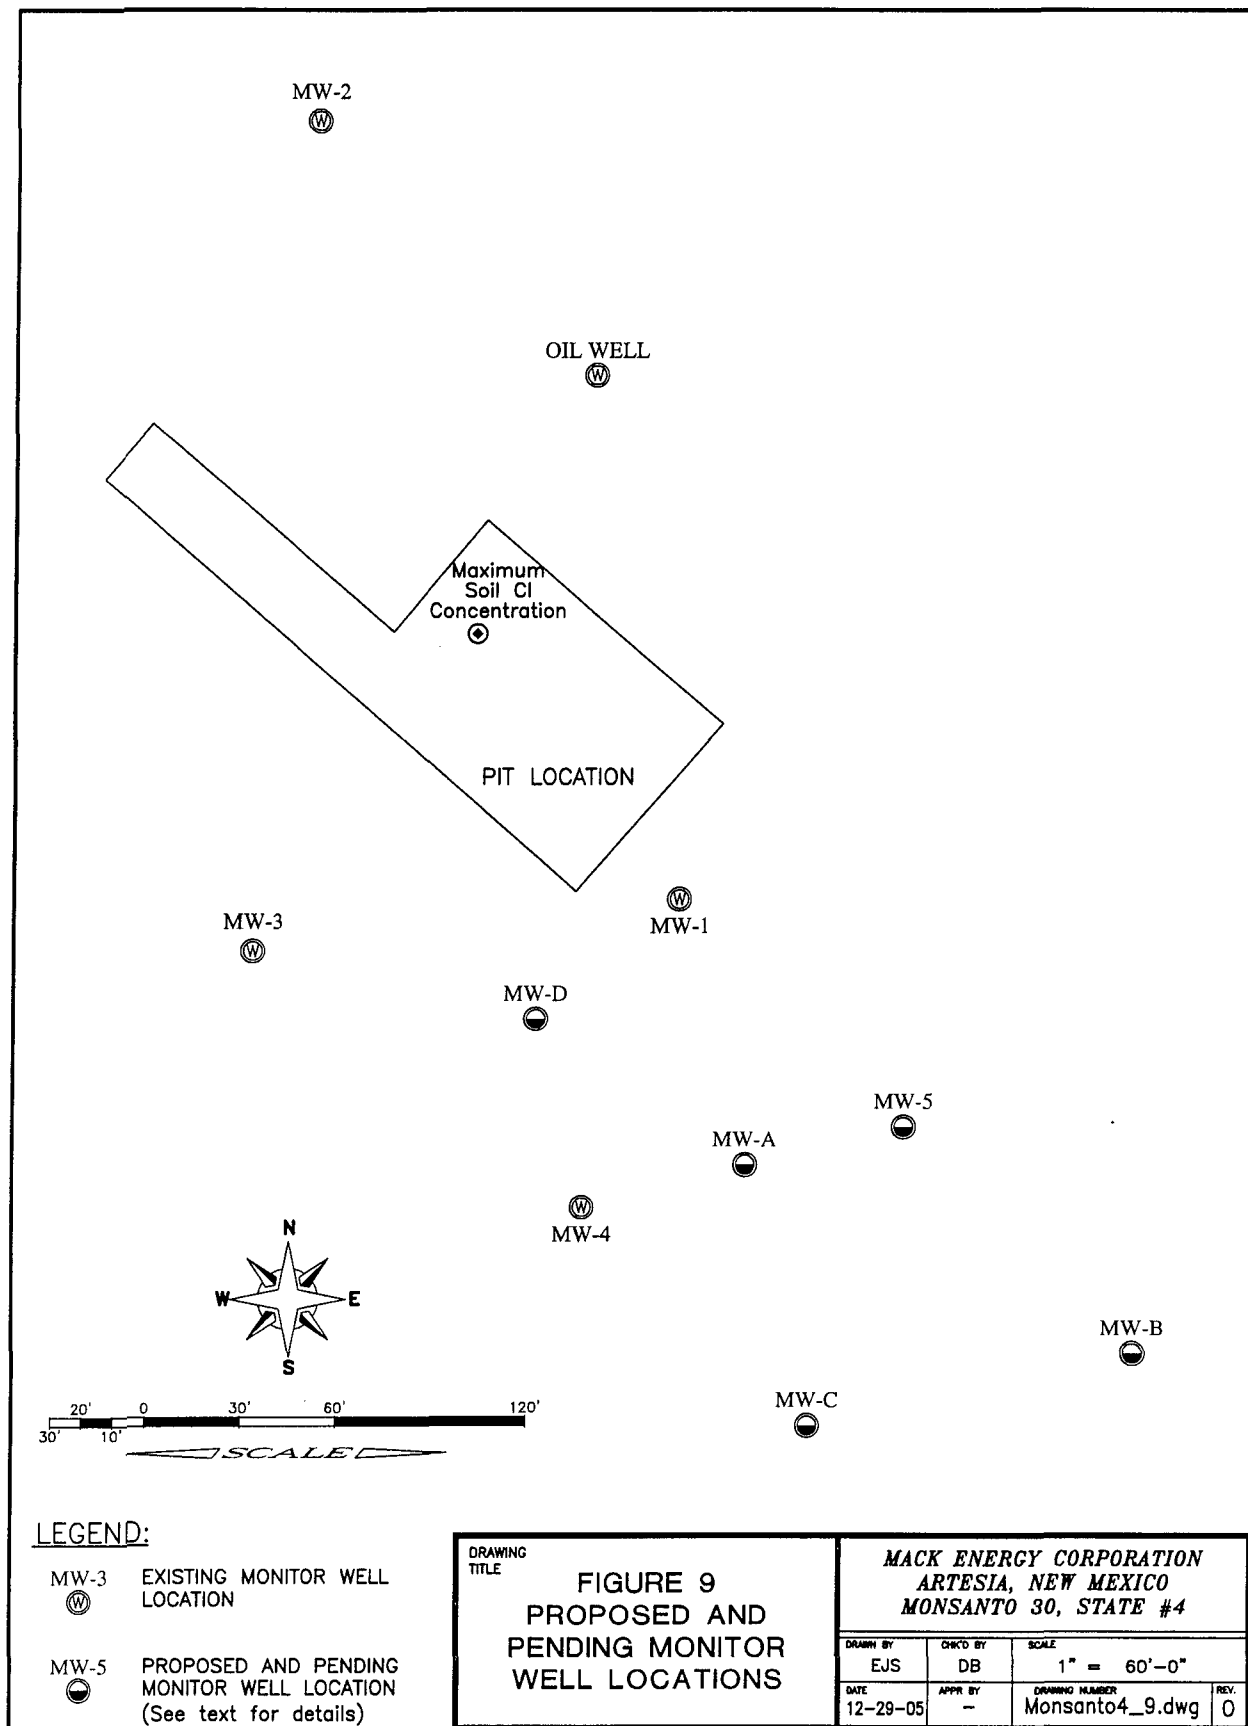 MW-2
W
OIL WELL
W
Maximum
Soil Cl
Concentration
PIT LOCATION
MW-3
W
W
MW-1
MW-D
MW-5
MW-A
W
MW-4
N
W
E
S
MW-B
MW-C
20' 0 30' 60' 120'
30' 10'
SCALE
LEGEND:
MW-3 EXISTING MONITOR WELL
W LOCATION
MW-5 PROPOSED AND PENDING
MONITOR WELL LOCATION
(See text for details)
DRAWING
TITLE
FIGURE 9
PROPOSED AND
PENDING MONITOR
WELL LOCATIONS
MACK ENERGY CORPORATION
ARTESIA, NEW MEXICO
MONSANTO 30, STATE #4
DRAWN BY CHK'D BY SCALE
EJS DB 1" = 60'-0"
DATE APPR BY DRAWING NUMBER REV.
12-29-05 – Monsanto4_9.dwg 0